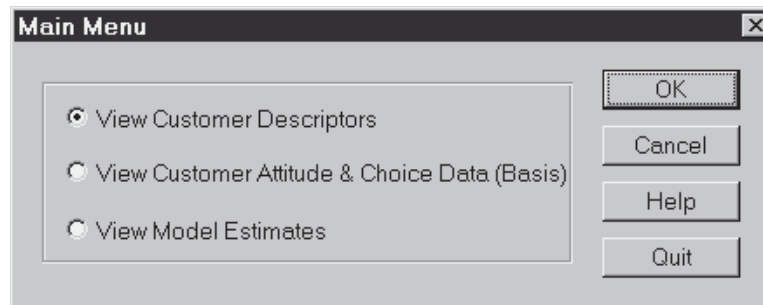 Main Menu
View Customer Descriptors
View Customer Attitude & Choice Data (Basis)
View Model Estimates
OK
Cancel
Help
Quit